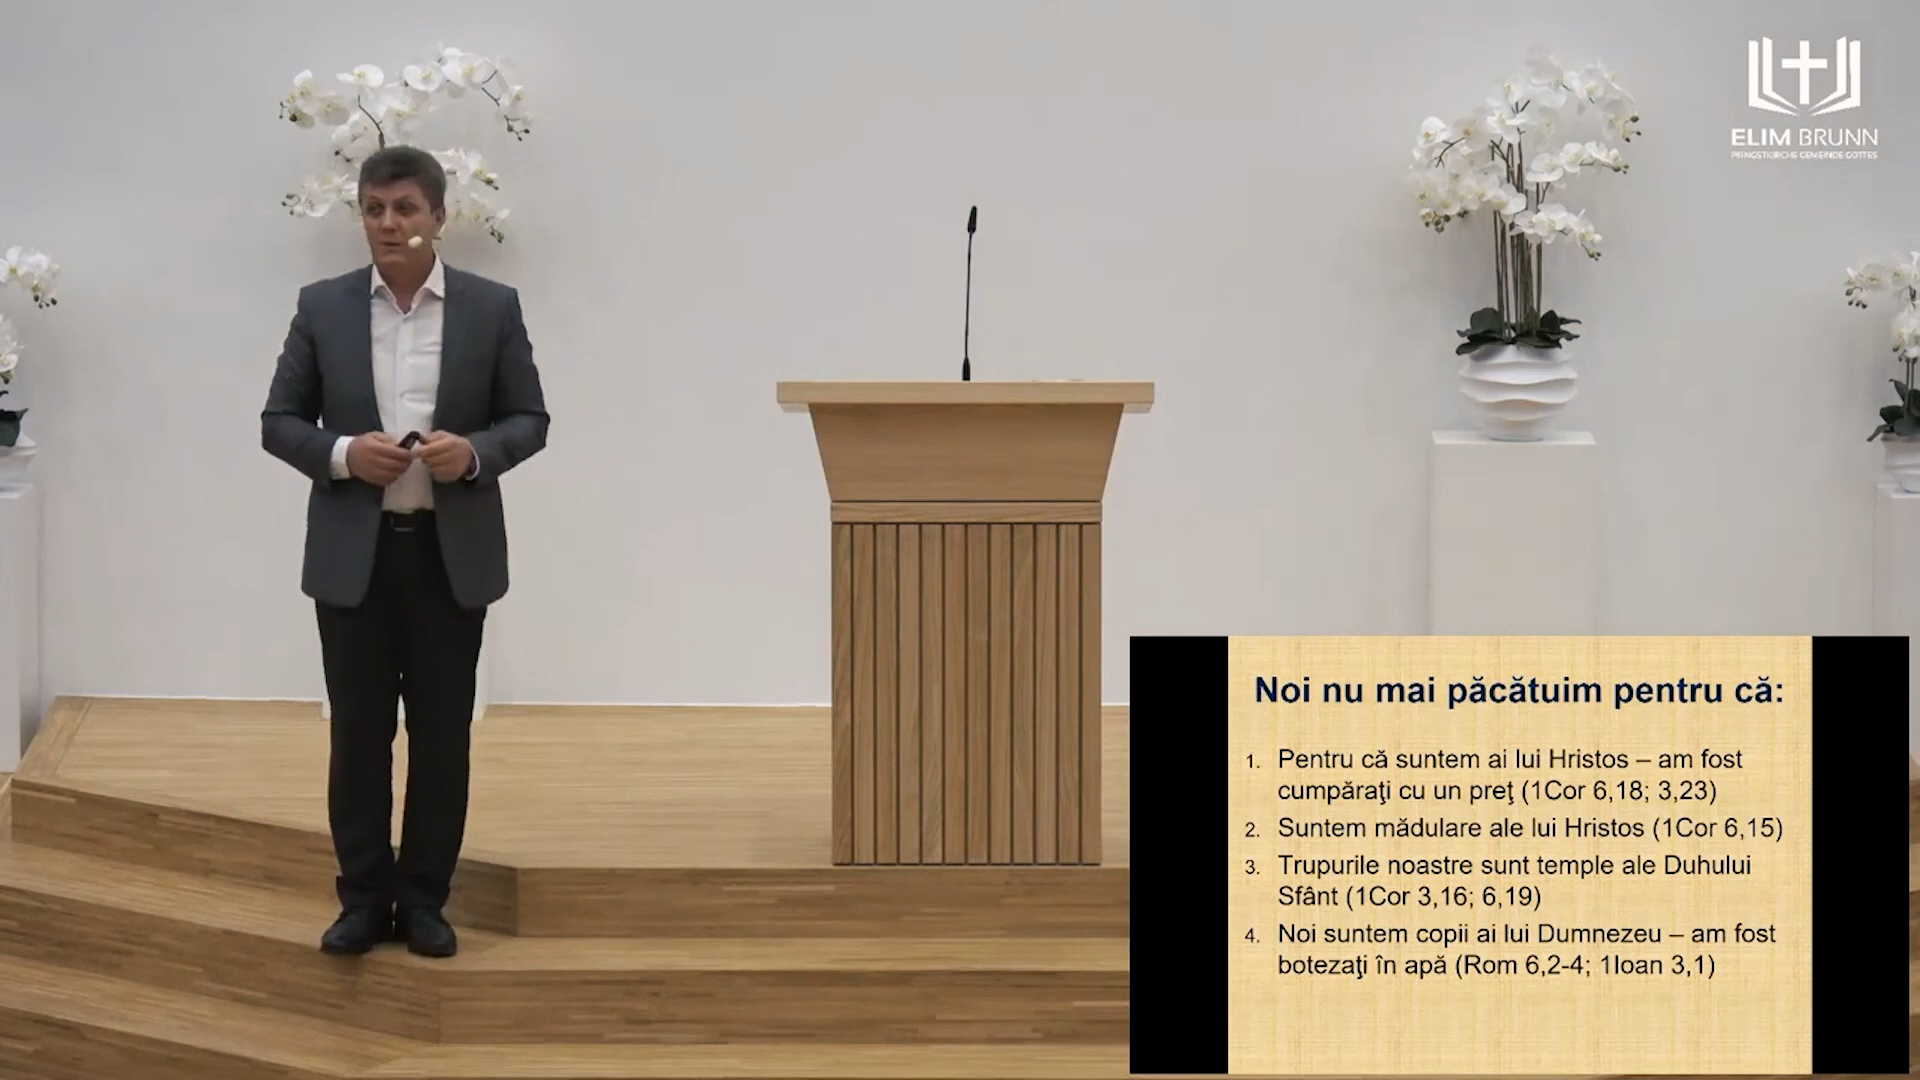 ELIM BRUNN
PFINGSTKIRCHE GEMEINDE GOTTES
Noi nu mai păcătuim pentru că:
1. Pentru că suntem ai lui Hristos – am fost
cumpăraţi cu un preţ (1Cor 6,18; 3,23)
2. Suntem mădulare ale lui Hristos (1Cor 6,15)
3. Trupurile noastre sunt temple ale Duhului
Sfânt (1Cor 3,16; 6,19)
4. Noi suntem copii ai lui Dumnezeu – am fost
botezaţi în apă (Rom 6,2-4; 1Ioan 3,1)